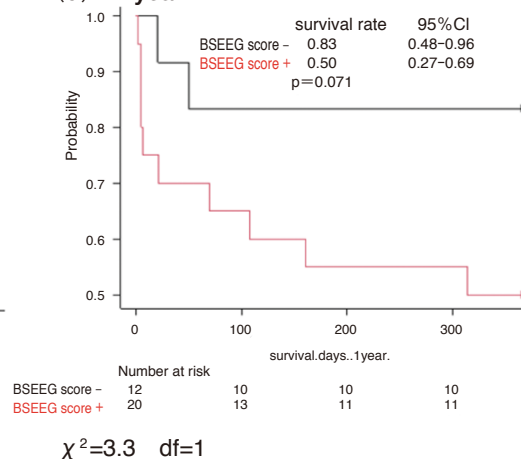 survival rate 95%CI
BSEEG score − 0.83 0.48−0.96
BSEEG score + 0.50 0.27−0.69
p=0.071
1.0
0.9
0.8
0.7
0.6
0.5
Probability
0 100 200 300
survival.days..1year.
Number at risk
BSEEG score − 12 10 10 10
BSEEG score + 20 13 11 11
χ²=3.3 df=1